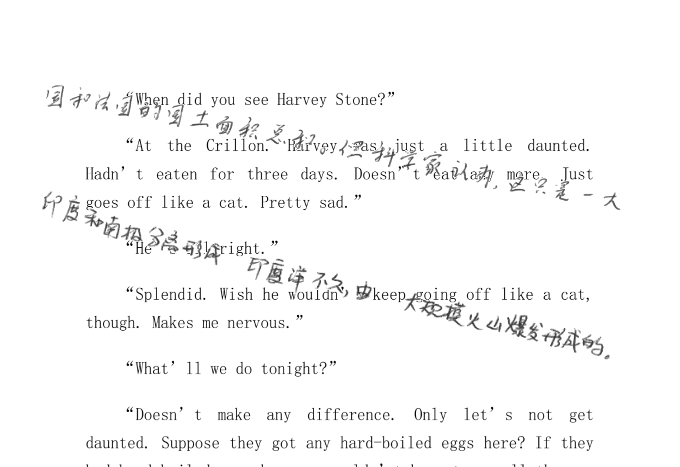 “When did you see Harvey Stone?”
国和法国的国土面积总和。但科学家认为,这只是一大
“At the Crillon. Harvey was just a little daunted.
Hadn’t eaten for three days. Doesn’t eat any more. Just
goes off like a cat. Pretty sad.”
印度和南极分离形成 印度洋不久,由大规模火山爆发形成的。
“He’s all right.”
“Splendid. Wish he wouldn’t keep going off like a cat,
though. Makes me nervous.”
“What’ll we do tonight?”
“Doesn’t make any difference. Only let’s not get
daunted. Suppose they got any hard-boiled eggs here? If they